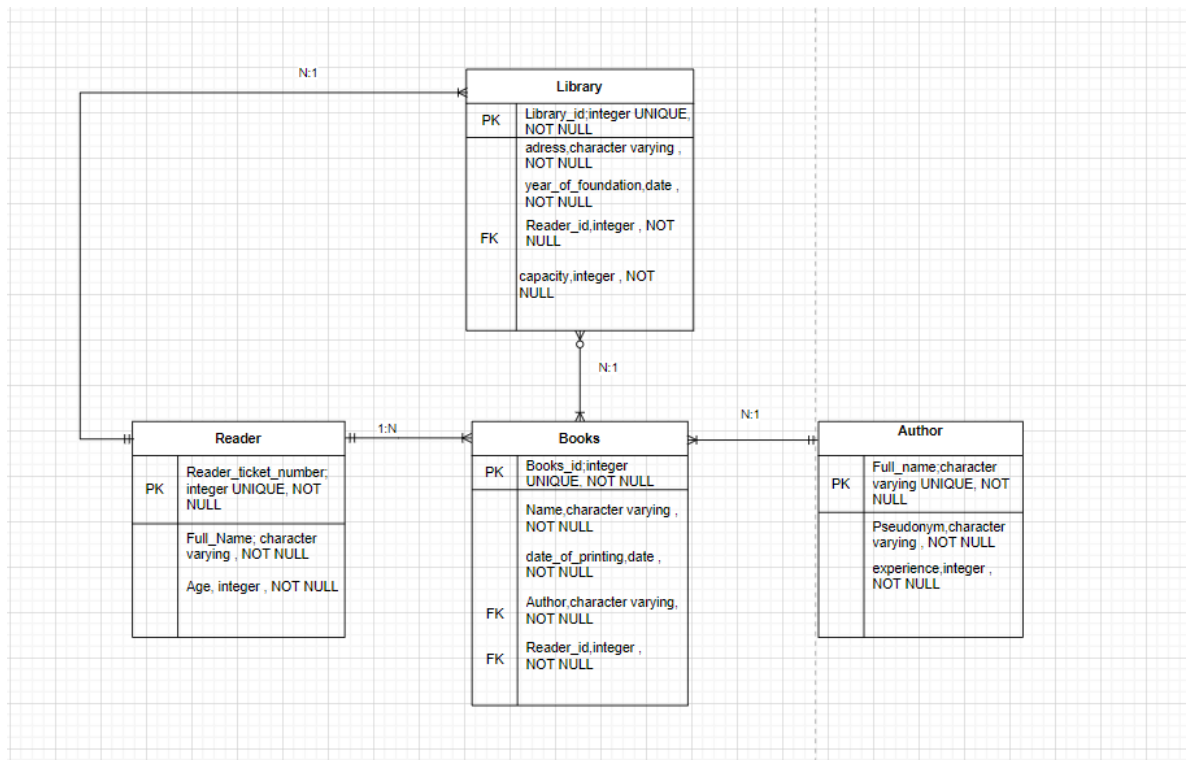 N:1
Library
PK
Library_id;integer UNIQUE,
NOT NULL
adress,character varying ,
NOT NULL
year_of_foundation,date ,
NOT NULL
FK
Reader_id,integer , NOT
NULL
capacity,integer , NOT
NULL
N:1
Reader
PK
Reader_ticket_number;
integer UNIQUE, NOT
NULL
Full_Name; character
varying , NOT NULL
Age, integer , NOT NULL
1:N
Books
PK
Books_id;integer
UNIQUE, NOT NULL
Name,character varying ,
NOT NULL
date_of_printing,date ,
NOT NULL
FK
Author,character varying,
NOT NULL
FK
Reader_id,integer ,
NOT NULL
N:1
Author
PK
Full_name;character
varying UNIQUE, NOT
NULL
Pseudonym,character
varying , NOT NULL
experience,integer ,
NOT NULL